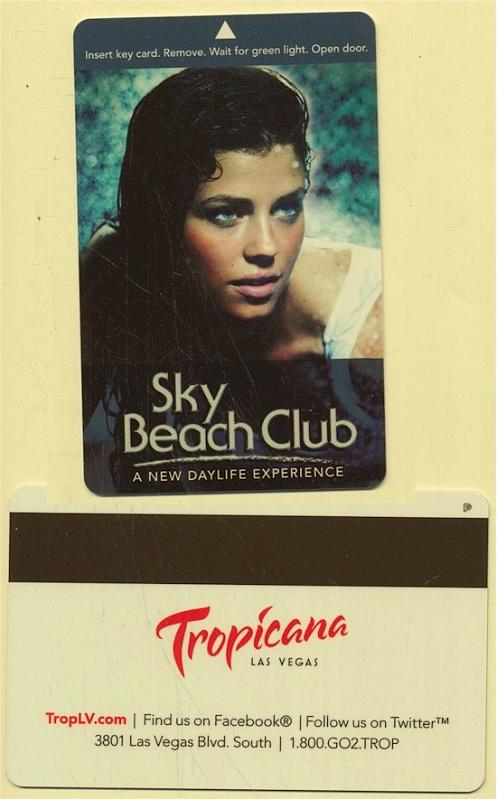 Insert key card. Remove. Wait for green light. Open door.
Sky
Beach Club
A NEW DAYLIFE EXPERIENCE
Tropicana
LAS VEGAS
TropLV.com | Find us on Facebook® | Follow us on Twitter™
3801 Las Vegas Blvd. South | 1.800.GO2.TROP